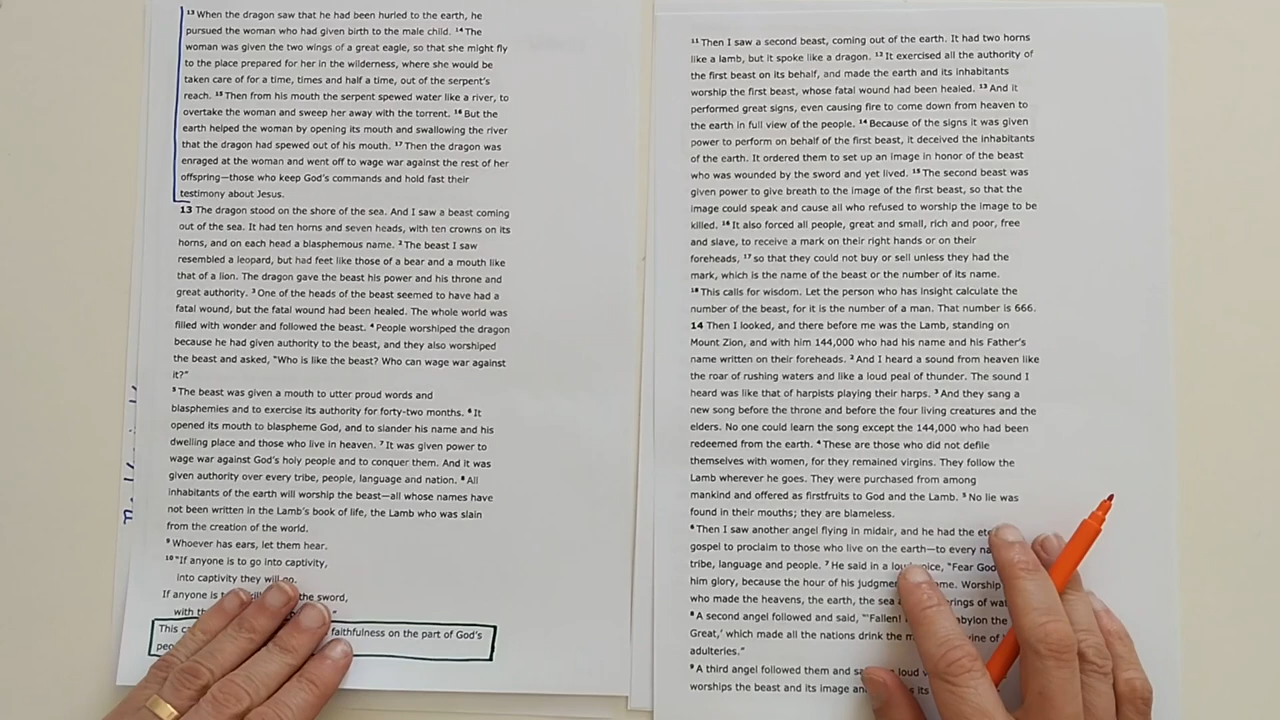 13 When the dragon saw that he had been hurled to the earth, he
pursued the woman who had given birth to the male child. 14 The
woman was given the two wings of a great eagle, so that she might fly
to the place prepared for her in the wilderness, where she would be
taken care of for a time, times and half a time, out of the serpent's
reach. 15 Then from his mouth the serpent spewed water like a river, to
overtake the woman and sweep her away with the torrent. 16 But the
earth helped the woman by opening its mouth and swallowing the river
that the dragon had spewed out of his mouth. 17 Then the dragon was
enraged at the woman and went off to wage war against the rest of her
offspring—those who keep God's commands and hold fast their
testimony about Jesus.
13 The dragon stood on the shore of the sea. And I saw a beast coming
out of the sea. It had ten horns and seven heads, with ten crowns on its
horns, and on each head a blasphemous name. 2 The beast I saw
resembled a leopard, but had feet like those of a bear and a mouth like
that of a lion. The dragon gave the beast his power and his throne and
great authority. 3 One of the heads of the beast seemed to have had a
fatal wound, but the fatal wound had been healed. The whole world was
filled with wonder and followed the beast. 4 People worshiped the dragon
because he had given authority to the beast, and they also worshiped
the beast and asked, "Who is like the beast? Who can wage war against
it?"
5 The beast was given a mouth to utter proud words and
blasphemies and to exercise its authority for forty-two months. 6 It
opened its mouth to blaspheme God, and to slander his name and his
dwelling place and those who live in heaven. 7 It was given power to
wage war against God's holy people and to conquer them. And it was
given authority over every tribe, people, language and nation. 8 All
inhabitants of the earth will worship the beast—all whose names have
not been written in the Lamb's book of life, the Lamb who was slain
from the creation of the world.
9 Whoever has ears, let them hear.
10 "If anyone is to go into captivity,
into captivity they will go.
If anyone is the sword,
with
This faithfulness on the part of God's
11 Then I saw a second beast, coming out of the earth. It had two horns
like a lamb, but it spoke like a dragon. 12 It exercised all the authority of
the first beast on its behalf, and made the earth and its inhabitants
worship the first beast, whose fatal wound had been healed. 13 And it
performed great signs, even causing fire to come down from heaven to
the earth in full view of the people. 14 Because of the signs it was given
power to perform on behalf of the first beast, it deceived the inhabitants
of the earth. It ordered them to set up an image in honor of the beast
who was wounded by the sword and yet lived. 15 The second beast was
given power to give breath to the image of the first beast, so that the
image could speak and cause all who refused to worship the image to be
killed. 16 It also forced all people, great and small, rich and poor, free
and slave, to receive a mark on their right hands or on their
foreheads, 17 so that they could not buy or sell unless they had the
mark, which is the name of the beast or the number of its name.
18 This calls for wisdom. Let the person who has insight calculate the
number of the beast, for it is the number of a man. That number is 666.
14 Then I looked, and there before me was the Lamb, standing on
Mount Zion, and with him 144,000 who had his name and his Father's
name written on their foreheads. 2 And I heard a sound from heaven like
the roar of rushing waters and like a loud peal of thunder. The sound I
heard was like that of harpists playing their harps. 3 And they sang a
new song before the throne and before the four living creatures and the
elders. No one could learn the song except the 144,000 who had been
redeemed from the earth. 4 These are those who did not defile
themselves with women, for they remained virgins. They follow the
Lamb wherever he goes. They were purchased from among
mankind and offered as firstfruits to God and the Lamb. 5 No lie was
found in their mouths; they are blameless.
6 Then I saw another angel flying in midair, and he had the
gospel to proclaim to those who live on the earth—to every
tribe, language and people. 7 He said in a voice, "Fear God
him glory, because the hour of his Worship
who made the heavens, the earth, the sea
8 A second angel followed and said, "'Fallen! the
Great,' which made all the nations drink the of
adulteries."
9 A third angel followed them and loud
worships the beast and its image its